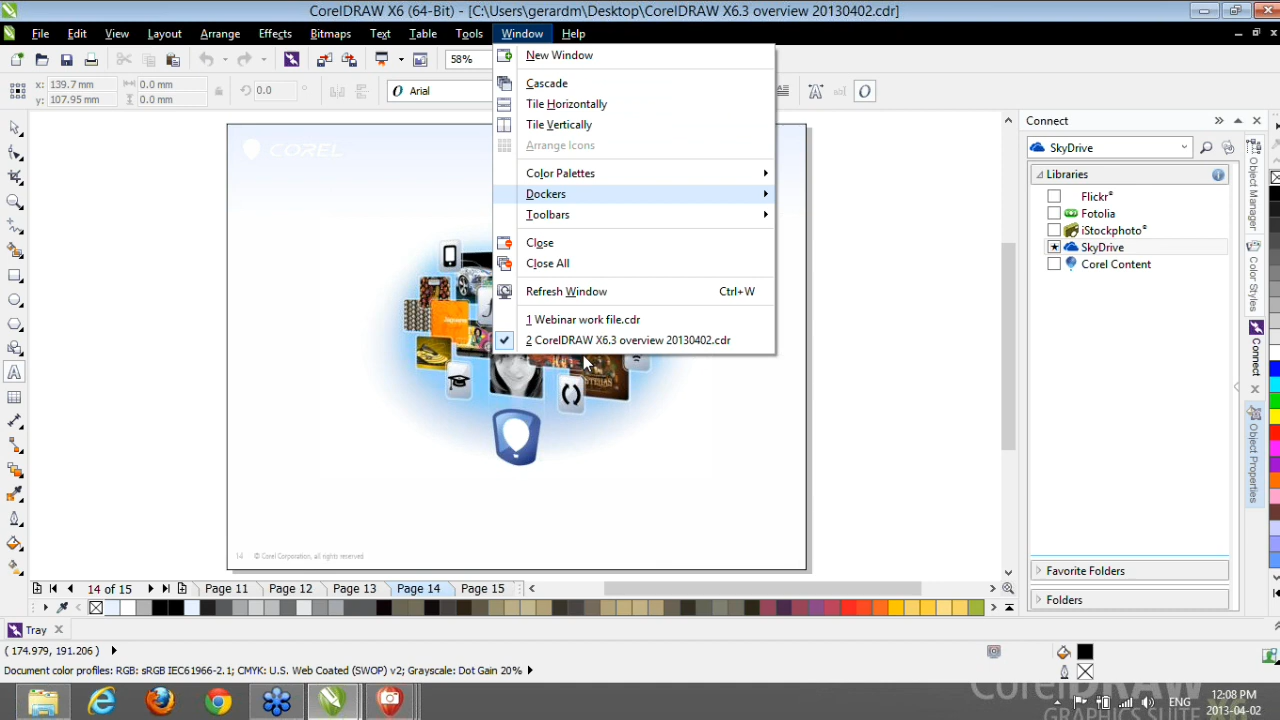 CorelDRAW X6 (64-Bit) - [C:\Users\gerardm\Desktop\CorelDRAW X6.3 overview 20130402.cdr]
File Edit View Layout Arrange Effects Bitmaps Text Table Tools Window Help
58%
x: 139.7 mm 0.0 mm
y: 107.95 mm 0.0 mm
0.0
Arial
New Window
Cascade
Tile Horizontally
Tile Vertically
Arrange Icons
Color Palettes
Dockers
Toolbars
Close
Close All
Refresh Window Ctrl+W
1 Webinar work file.cdr
2 CorelDRAW X6.3 overview 20130402.cdr
COREL
14 © Corel Corporation, all rights reserved
Connect
SkyDrive
Libraries
Flickr®
Fotolia
iStockphoto®
SkyDrive
Corel Content
Favorite Folders
Folders
Object Manager
Color Styles
Connect
Object Properties
14 of 15 Page 11 Page 12 Page 13 Page 14 Page 15
Tray
( 174.979, 191.206 )
Document color profiles: RGB: sRGB IEC61966-2.1; CMYK: U.S. Web Coated (SWOP) v2; Grayscale: Dot Gain 20%
CorelDRAW
GRAPHICS SUITE X6
ENG
12:08 PM
2013-04-02